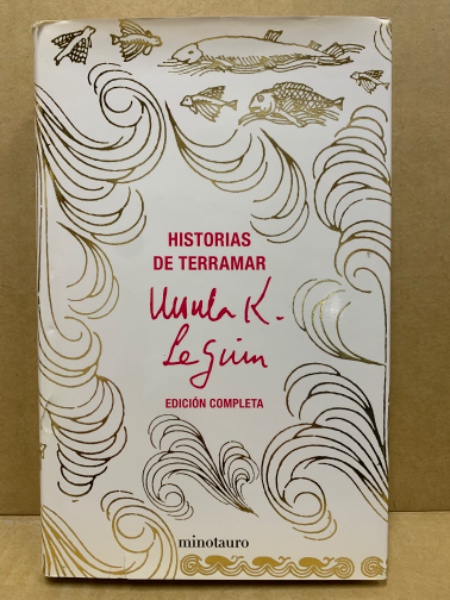 HISTORIAS
DE TERRAMAR
Ursula K.
Le Guin
EDICIÓN COMPLETA
minotauro